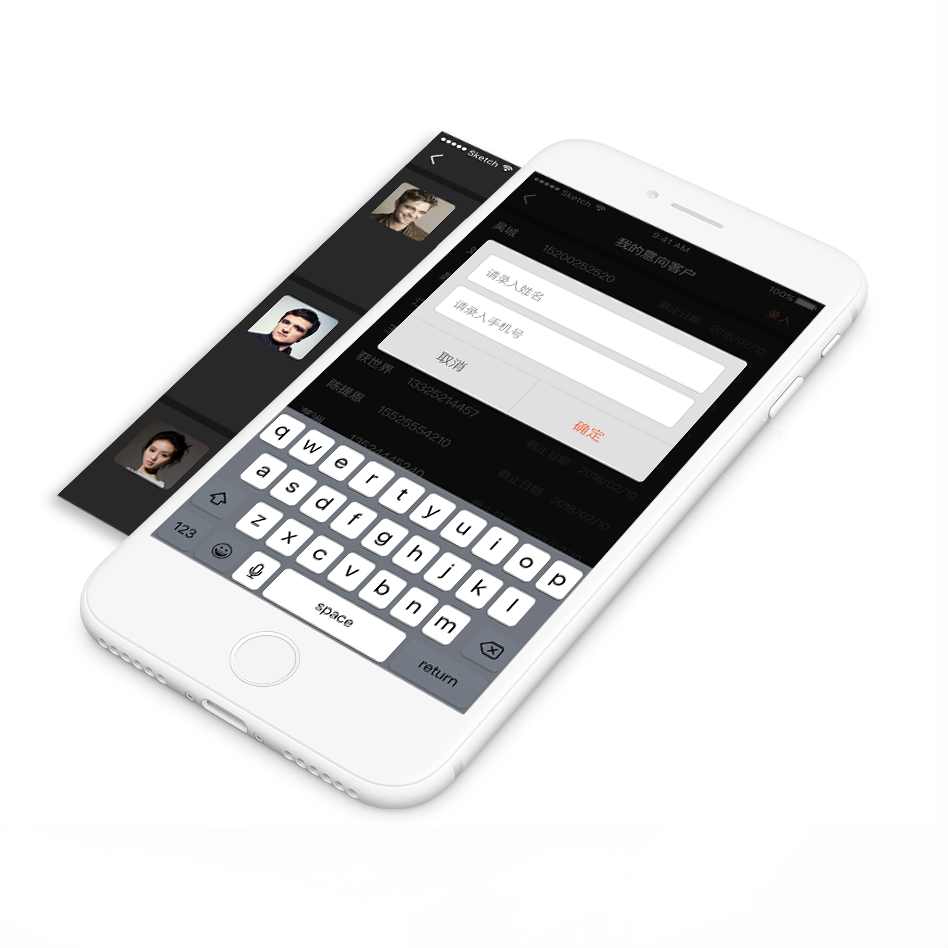 Sketch
Sketch
9:41 AM
100%
我的意向客户
录入
吴城 15200252520 截止日期: 2018/02/10
请录入姓名
请录入手机号
取消
确定
获世界 13325214457 截止日期: 2018/02/10
陈提恩 15525554210 截止日期: 2018/02/10
q w e r t y u i o p
a s d f g h j k l
z x c v b n m
123
space
return